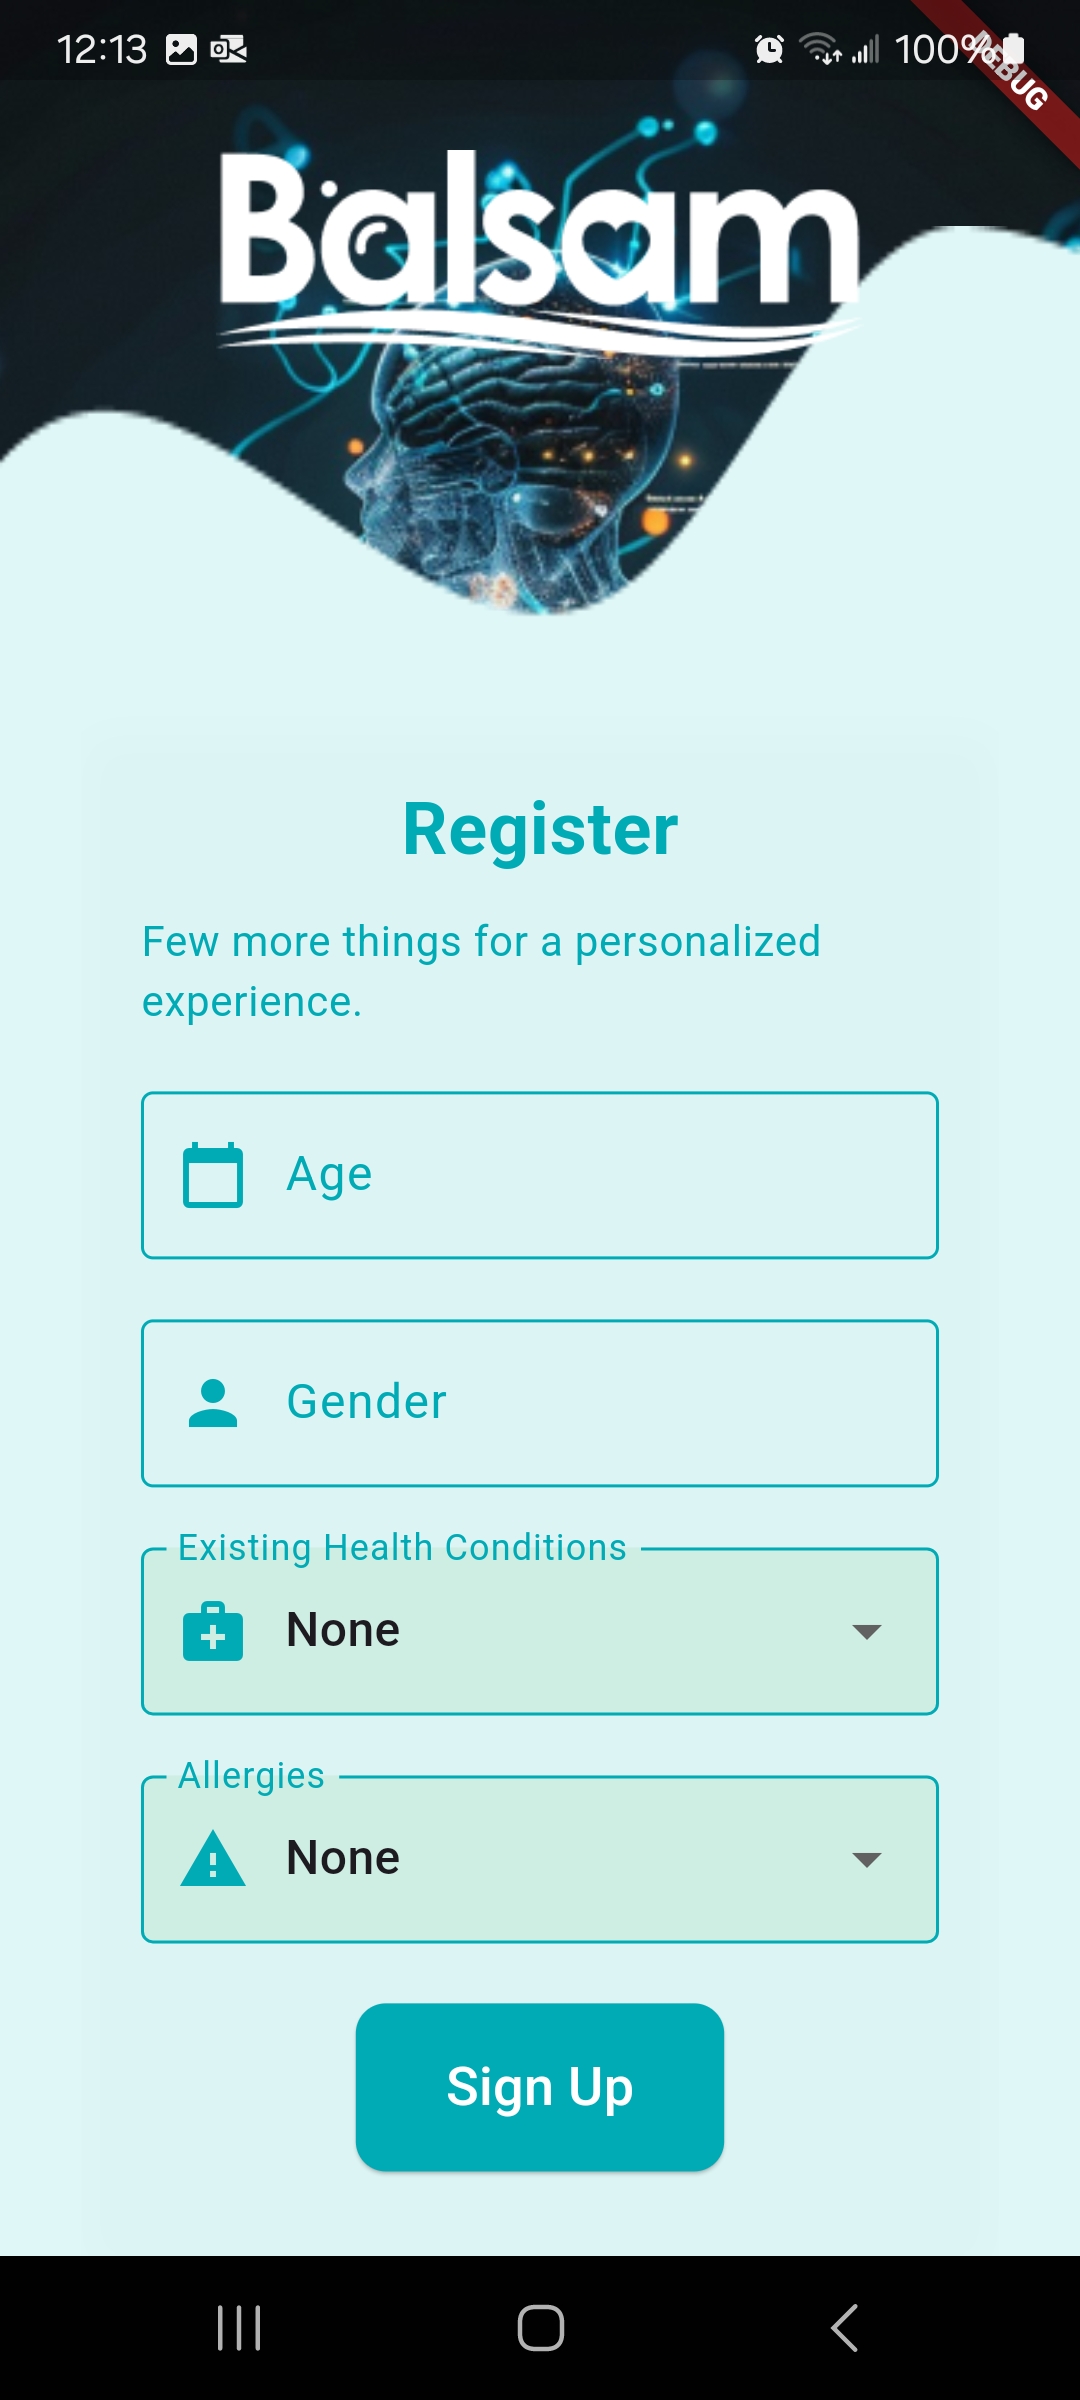 12:13
100%
DEBUG
Balsam
Register
Few more things for a personalized
experience.
Age
Gender
Existing Health Conditions
None
Allergies
None
Sign Up